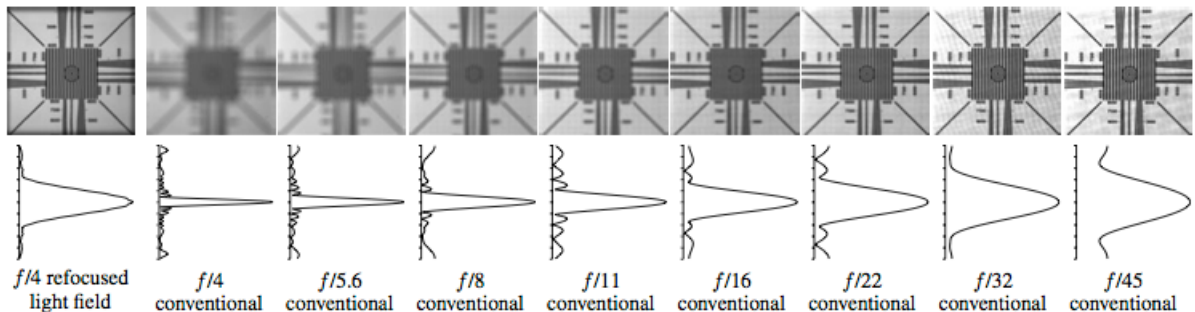 f/4 refocused
light field
f/4
conventional
f/5.6
conventional
f/8
conventional
f/11
conventional
f/16
conventional
f/22
conventional
f/32
conventional
f/45
conventional